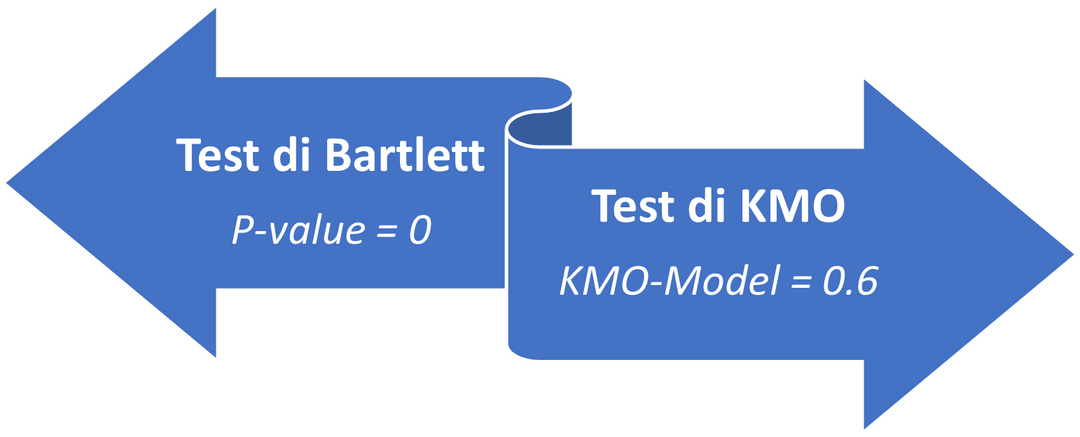 Test di Bartlett
P-value = 0
Test di KMO
KMO-Model = 0.6